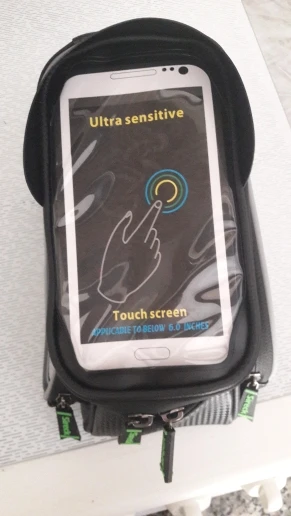 Ultra sensitive
Touch screen
APPLICABLE TO BELOW 6.0 INCHES